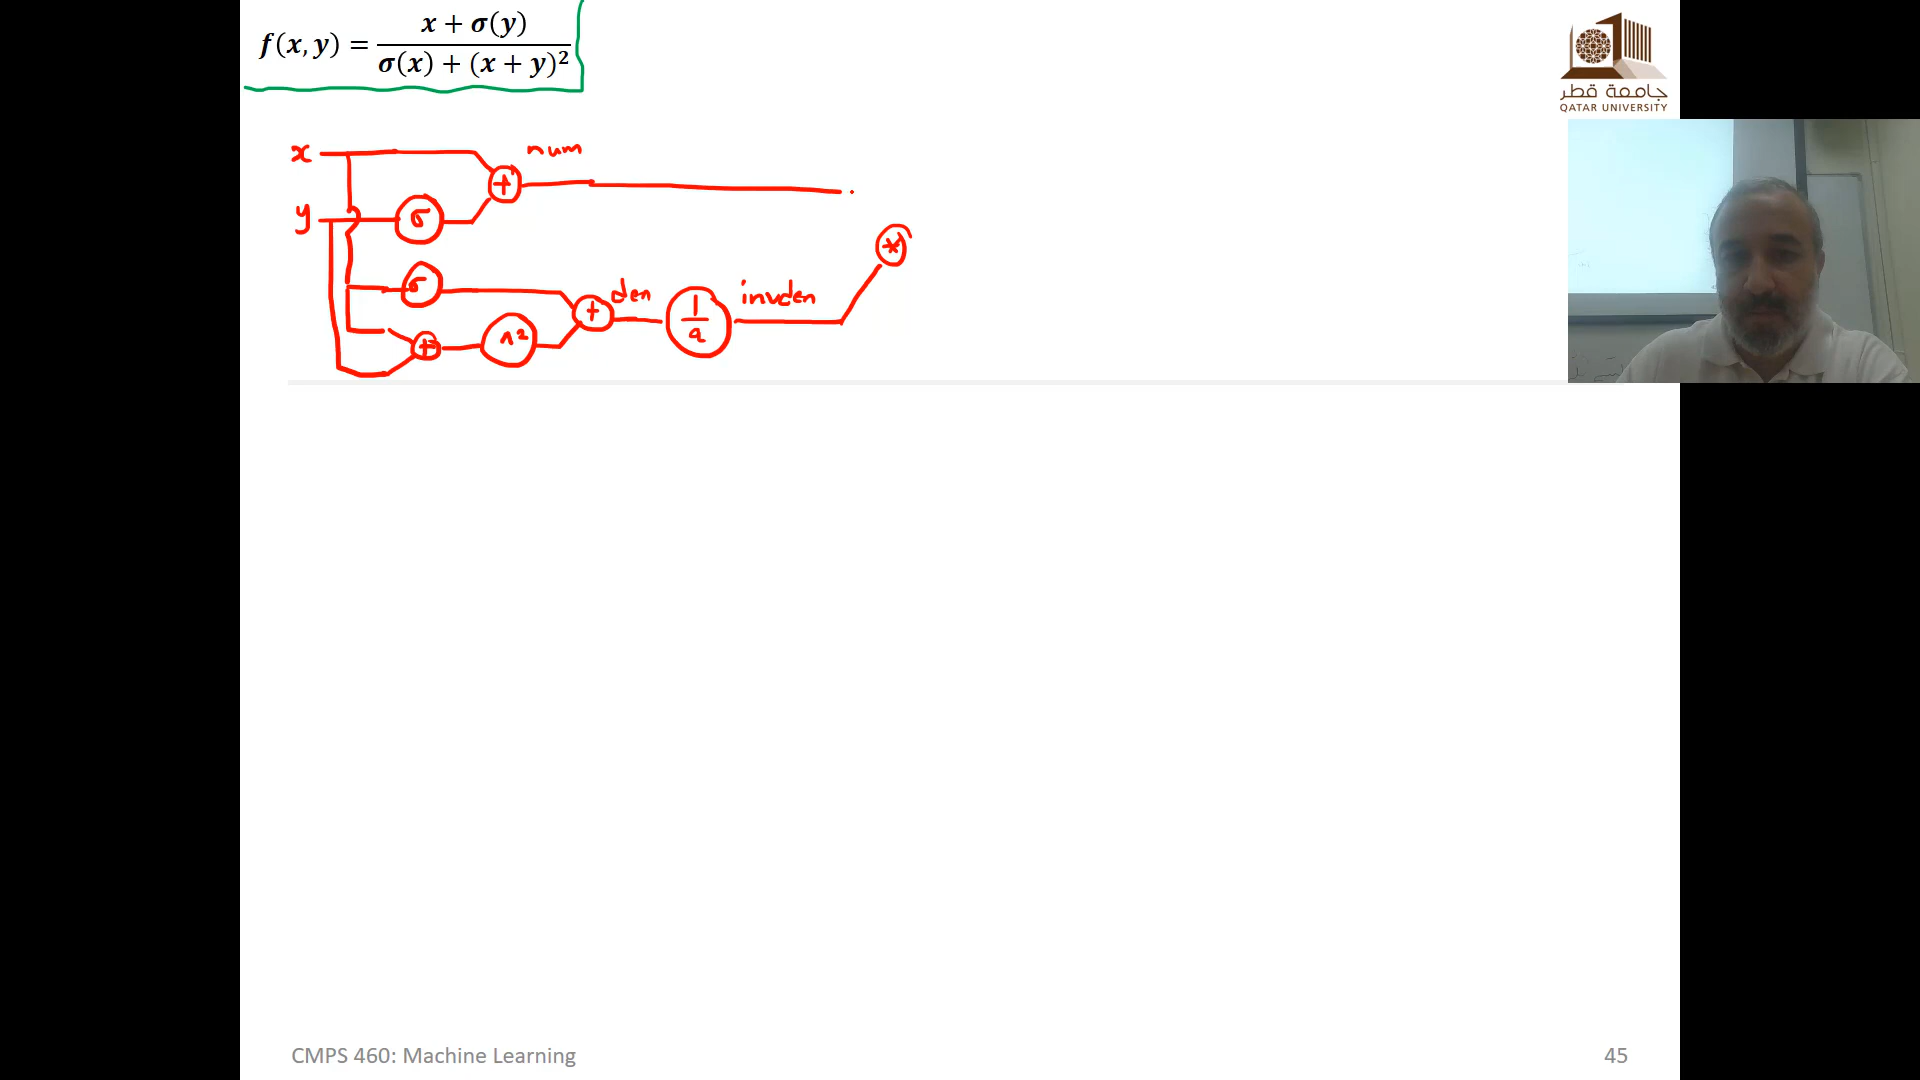 f(x, y) = x + σ(y) / σ(x) + (x + y)²
جامعة قطر
QATAR UNIVERSITY
x
num
+
y
σ
*
σ
+
den
1/a
invden
+
^2
CMPS 460: Machine Learning
45